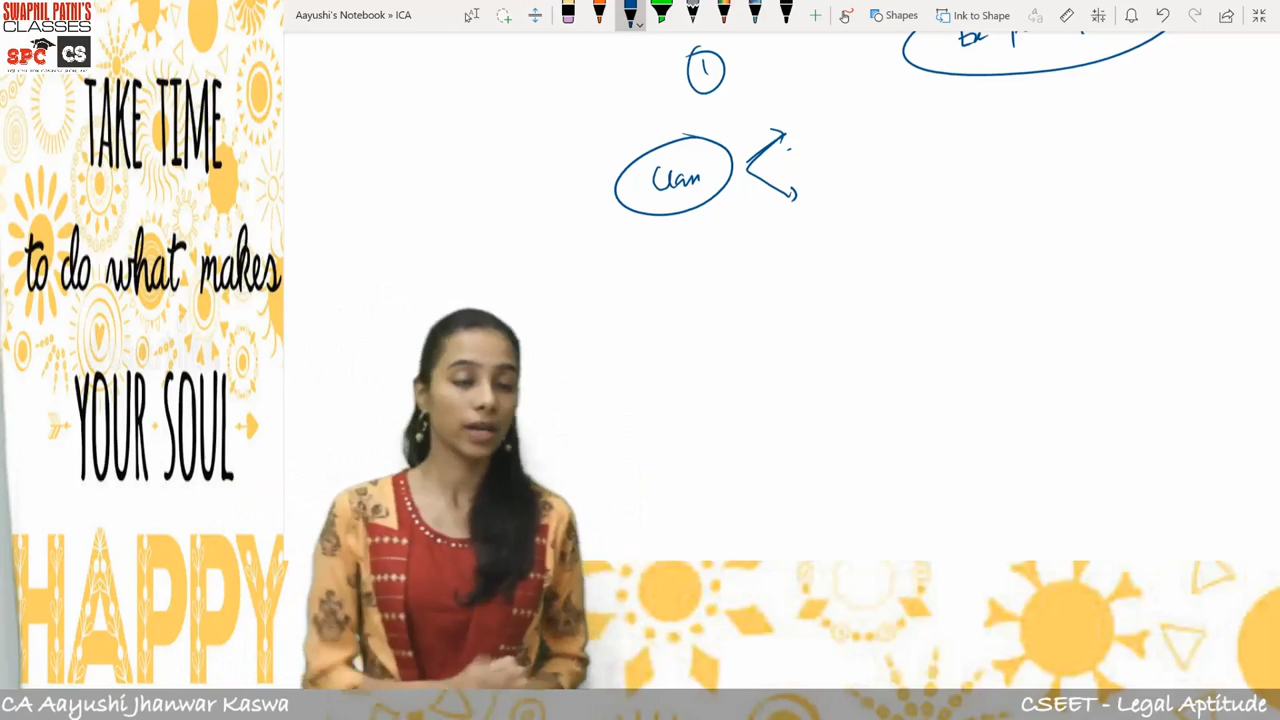 SWAPNIL PATNI'S
CLASSES
SPC CS
Aayushi's Notebook » ICA
Shapes
Ink to Shape
be
1
TAKE TIME
to do what makes
YOUR SOUL
HAPPY
CA Aayushi Jhanwar Kaswa
CSEET - Legal Aptitude